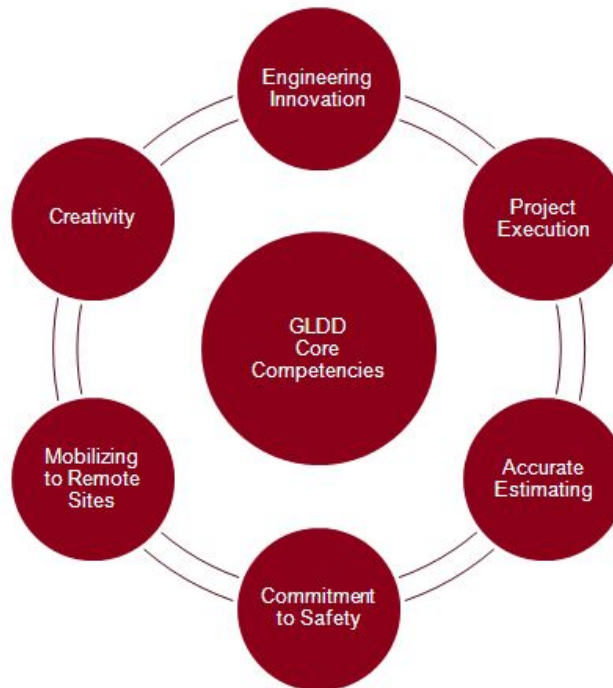 Engineering
Innovation
Project
Execution
Accurate
Estimating
Commitment
to Safety
Mobilizing
to Remote
Sites
Creativity
GLDD
Core
Competencies